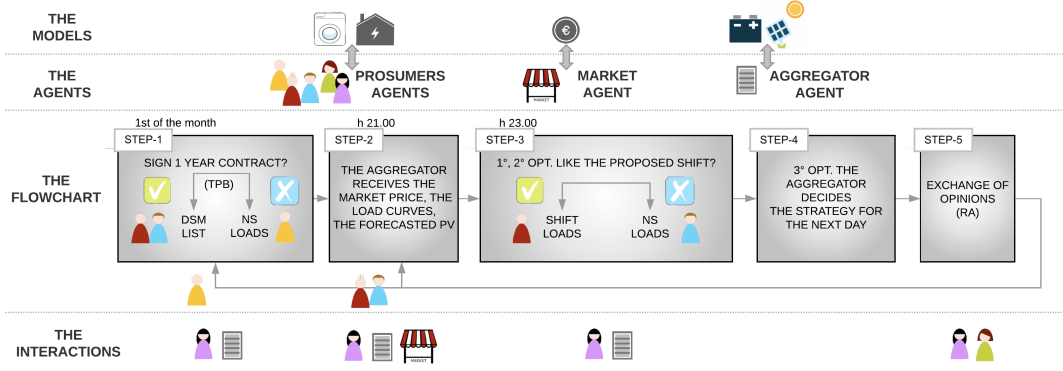 THE
MODELS
€
THE
AGENTS
PROSUMERS
AGENTS
MARKET
MARKET
AGENT
AGGREGATOR
AGENT
1st of the month
h 21.00
h 23.00
STEP-1
STEP-2
STEP-3
STEP-4
STEP-5
THE
FLOWCHART
SIGN 1 YEAR CONTRACT?
(TPB)
DSM
LIST
NS
LOADS
THE AGGREGATOR
RECEIVES THE
MARKET PRICE, THE
LOAD CURVES,
THE FORECASTED PV
1°, 2° OPT. LIKE THE PROPOSED SHIFT?
SHIFT
LOADS
NS
LOADS
3° OPT. THE
AGGREGATOR
DECIDES
THE STRATEGY FOR
THE NEXT DAY
EXCHANGE OF
OPINIONS
(RA)
THE
INTERACTIONS
MARKET